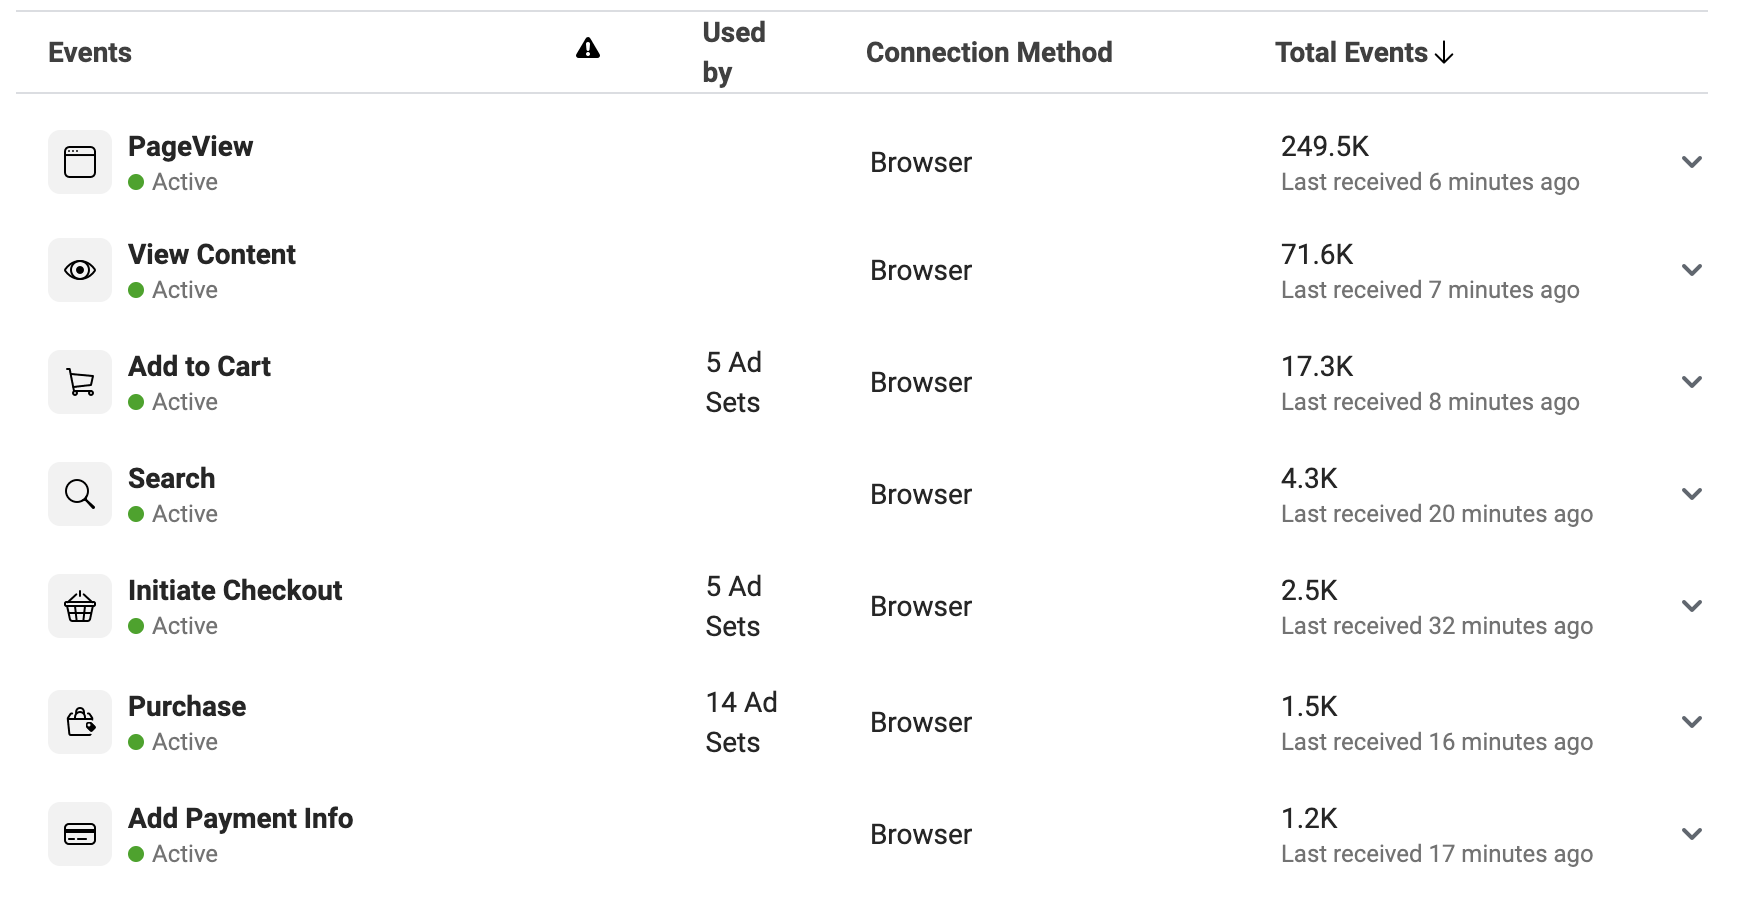 Events
Used
by
Connection Method
Total Events
PageView
Active
Browser
249.5K
Last received 6 minutes ago
View Content
Active
Browser
71.6K
Last received 7 minutes ago
Add to Cart
Active
5 Ad
Sets
Browser
17.3K
Last received 8 minutes ago
Search
Active
Browser
4.3K
Last received 20 minutes ago
Initiate Checkout
Active
5 Ad
Sets
Browser
2.5K
Last received 32 minutes ago
Purchase
Active
14 Ad
Sets
Browser
1.5K
Last received 16 minutes ago
Add Payment Info
Active
Browser
1.2K
Last received 17 minutes ago